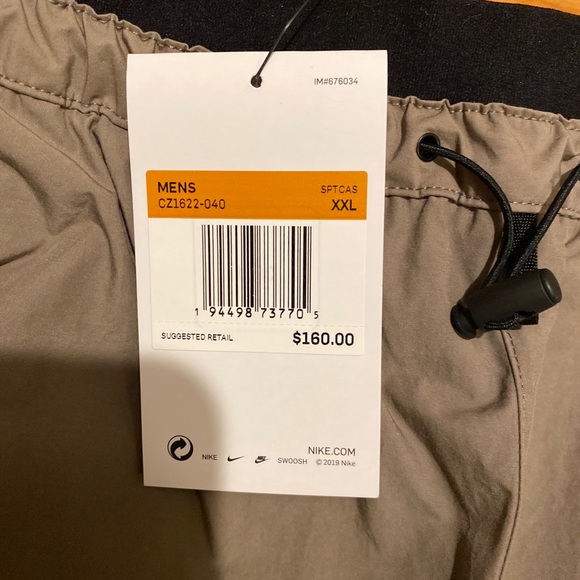 IM#676034
MENS SPTCAS
CZ1622-040 XXL
1 94498 73770 5
SUGGESTED RETAIL $160.00
NIKE.COM
NIKE SWOOSH © 2019 Nike